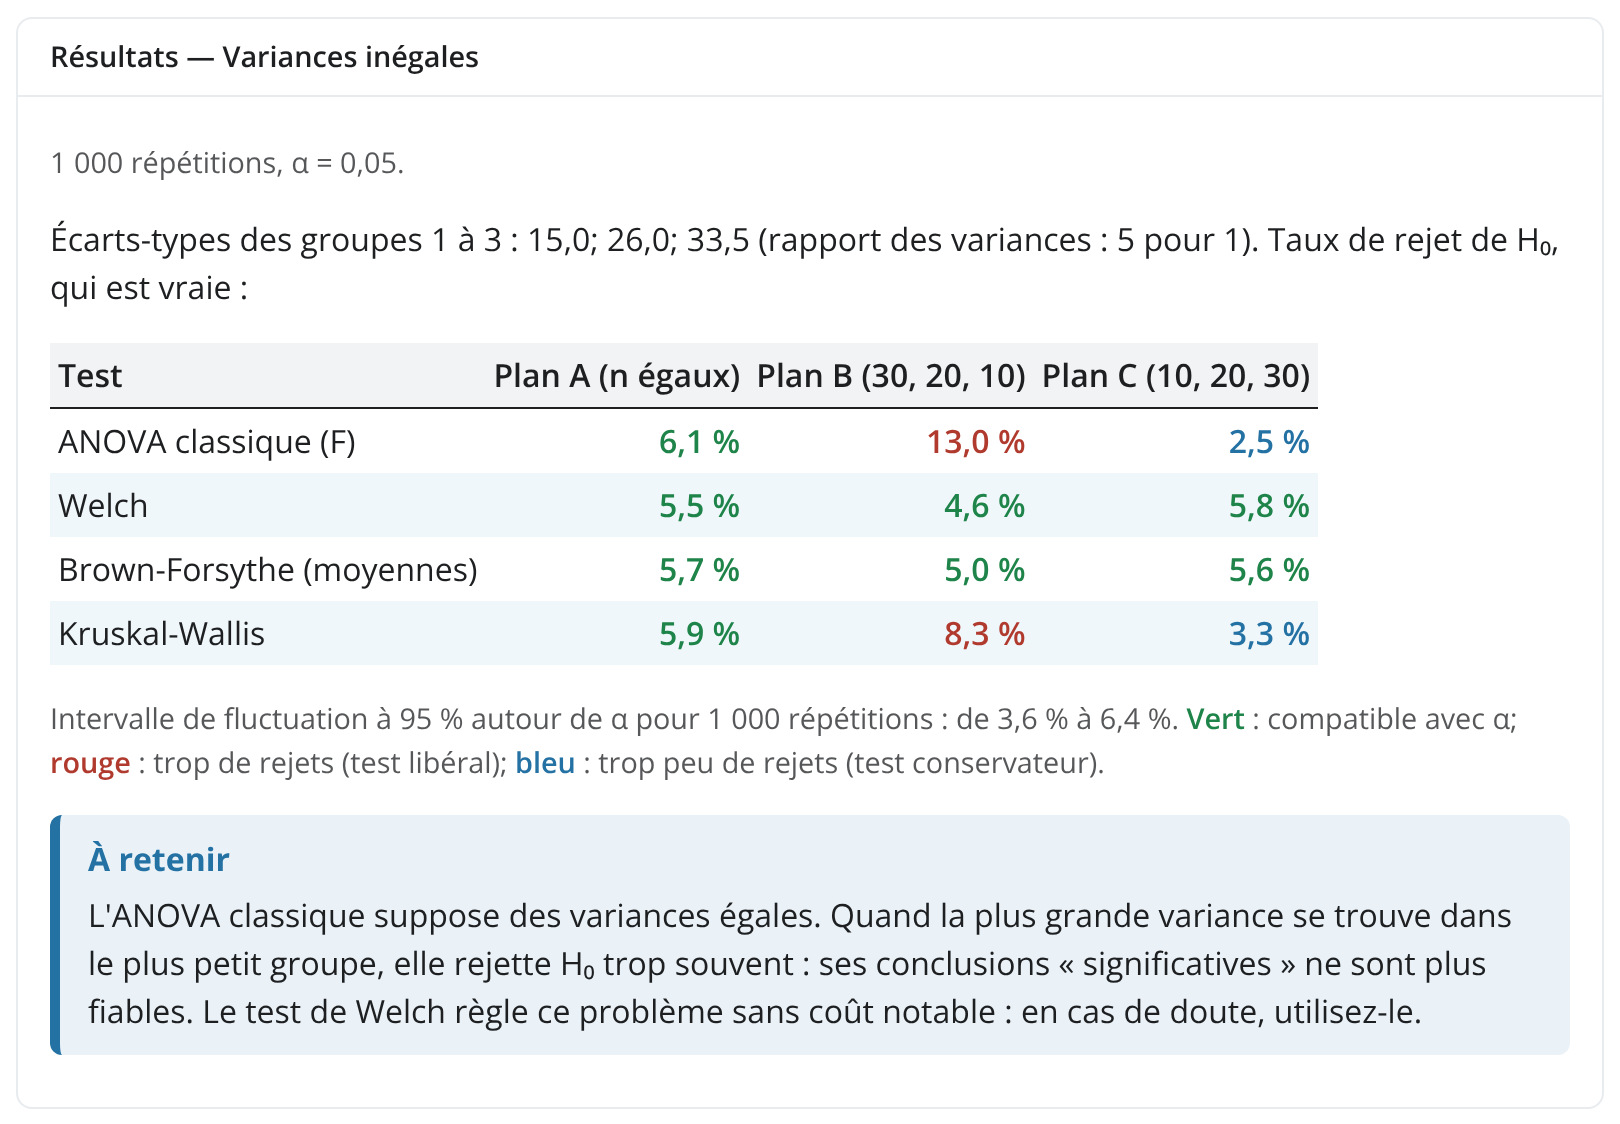 Résultats — Variances inégales
1 000 répétitions, α = 0,05.
Écarts-types des groupes 1 à 3 : 15,0; 26,0; 33,5 (rapport des variances : 5 pour 1). Taux de rejet de H₀,
qui est vraie :
Test Plan A (n égaux) Plan B (30, 20, 10) Plan C (10, 20, 30)
ANOVA classique (F) 6,1 % 13,0 % 2,5 %
Welch 5,5 % 4,6 % 5,8 %
Brown-Forsythe (moyennes) 5,7 % 5,0 % 5,6 %
Kruskal-Wallis 5,9 % 8,3 % 3,3 %
Intervalle de fluctuation à 95 % autour de α pour 1 000 répétitions : de 3,6 % à 6,4 %. Vert : compatible avec α;
rouge : trop de rejets (test libéral); bleu : trop peu de rejets (test conservateur).
À retenir
L'ANOVA classique suppose des variances égales. Quand la plus grande variance se trouve dans
le plus petit groupe, elle rejette H₀ trop souvent : ses conclusions « significatives » ne sont plus
fiables. Le test de Welch règle ce problème sans coût notable : en cas de doute, utilisez-le.